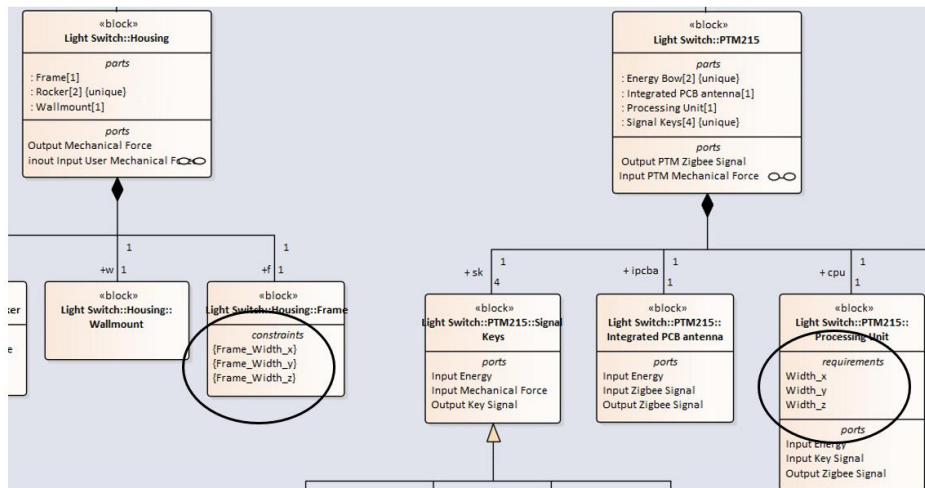 «block»
Light Switch::Housing
parts
: Frame[1]
: Rocker[2] {unique}
: Wallmount[1]
ports
Output Mechanical Force
inout Input User Mechanical Force
«block»
Light Switch::PTM215
parts
: Energy Bow[2] {unique}
: Integrated PCB antenna[1]
: Processing Unit[1]
: Signal Keys[4] {unique}
ports
Output PTM Zigbee Signal
Input PTM Mechanical Force
1
+w 1
1
+f 1
1
+ sk
4
1
+ ipcba
1
1
+ cpu
1
«block»
Light Switch::Housing::
Wallmount
«block»
Light Switch::Housing::Frame
constraints
{Frame_Width_x}
{Frame_Width_y}
{Frame_Width_z}
«block»
Light Switch::PTM215::Signal
Keys
ports
Input Energy
Input Mechanical Force
Output Key Signal
«block»
Light Switch::PTM215::
Integrated PCB antenna
ports
Input Energy
Input Zigbee Signal
Output Zigbee Signal
«block»
Light Switch::PTM215::
Processing Unit
requirements
Width_x
Width_y
Width_z
ports
Input Energy
Input Key Signal
Output Zigbee Signal